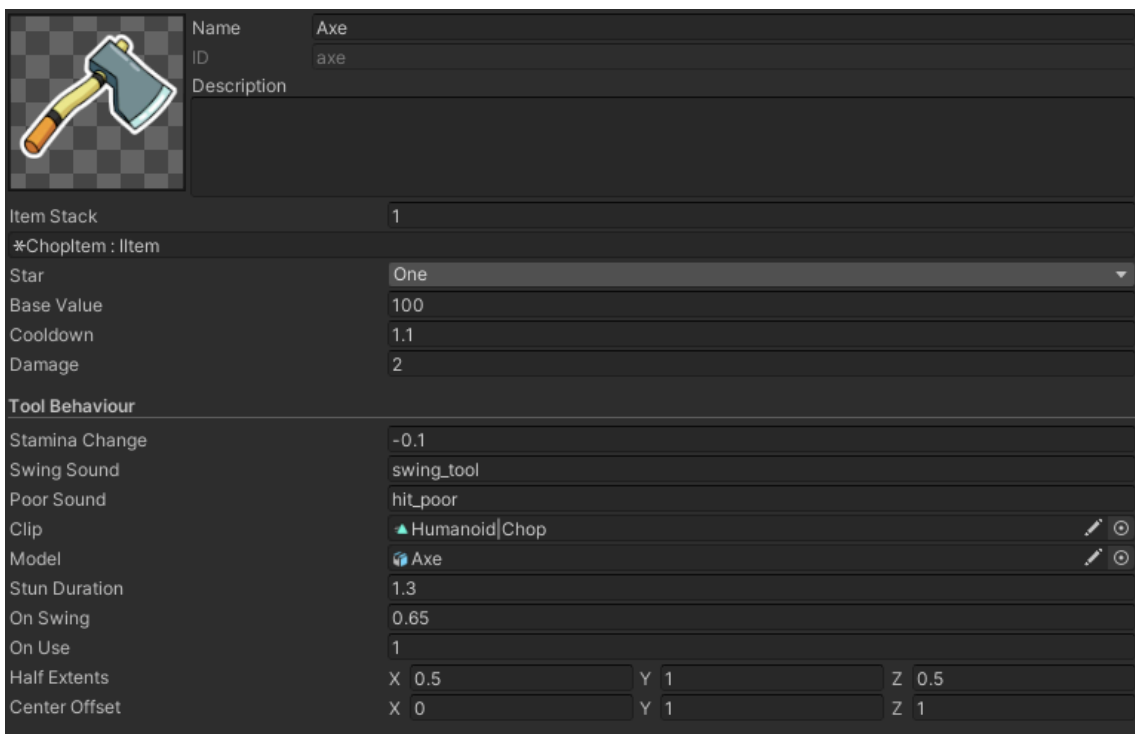 Name Axe
ID axe
Description
Item Stack 1
*ChopItem : IItem
Star One
Base Value 100
Cooldown 1.1
Damage 2
Tool Behaviour
Stamina Change -0.1
Swing Sound swing_tool
Poor Sound hit_poor
Clip Humanoid|Chop
Model Axe
Stun Duration 1.3
On Swing 0.65
On Use 1
Half Extents X 0.5 Y 1 Z 0.5
Center Offset X 0 Y 1 Z 1